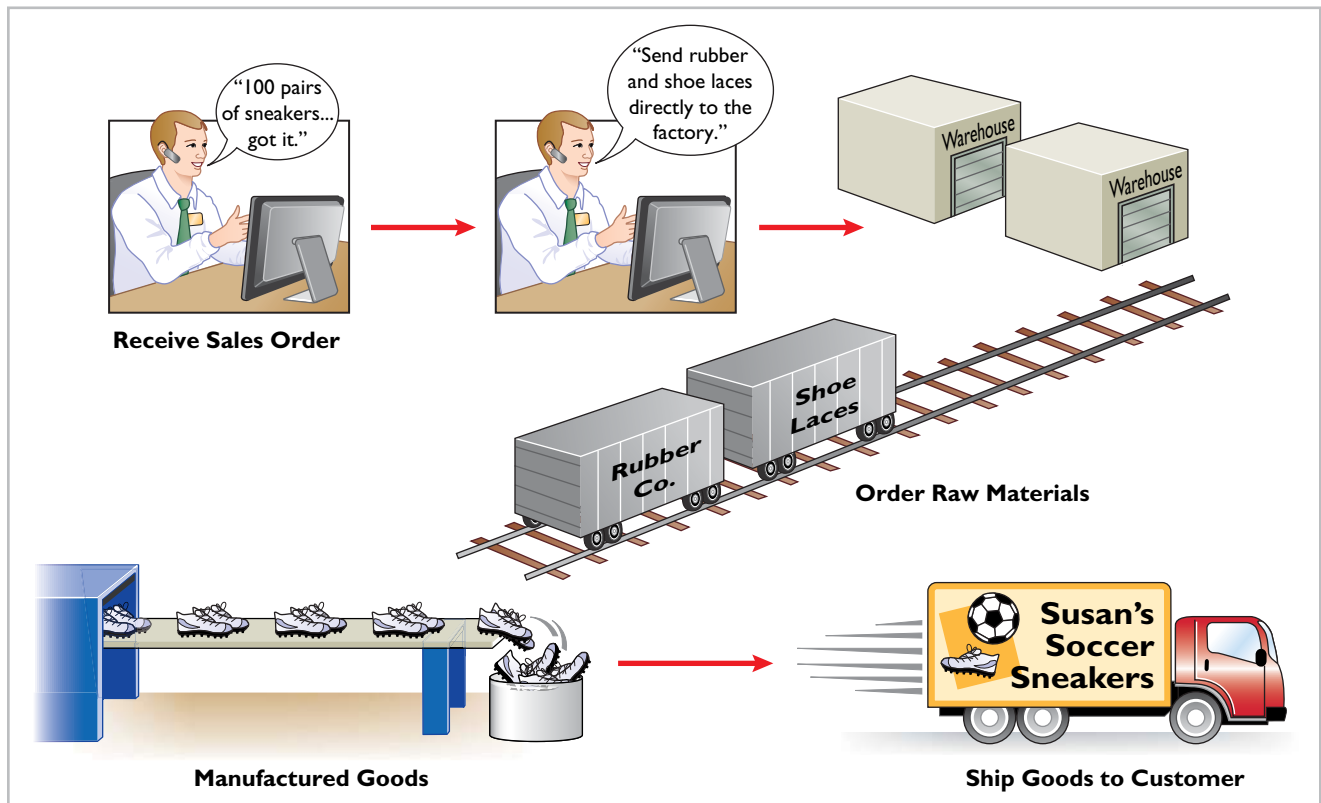 “100 pairs
of sneakers...
got it.”
“Send rubber
and shoe laces
directly to the
factory.”
Warehouse
Warehouse
Receive Sales Order
Shoe
Laces
Rubber
Co.
Order Raw Materials
Susan’s
Soccer
Sneakers
Manufactured Goods
Ship Goods to Customer